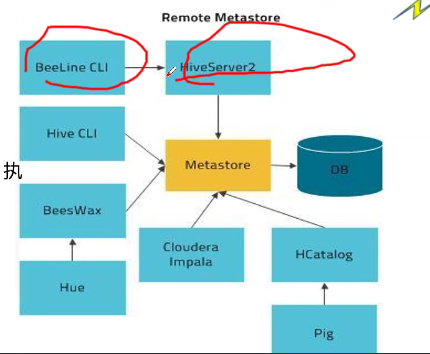 Remote Metastore
BeeLine CLI
HiveServer2
Hive CLI
Metastore
DB
执
BeesWax
Cloudera
Impala
HCatalog
Hue
Pig